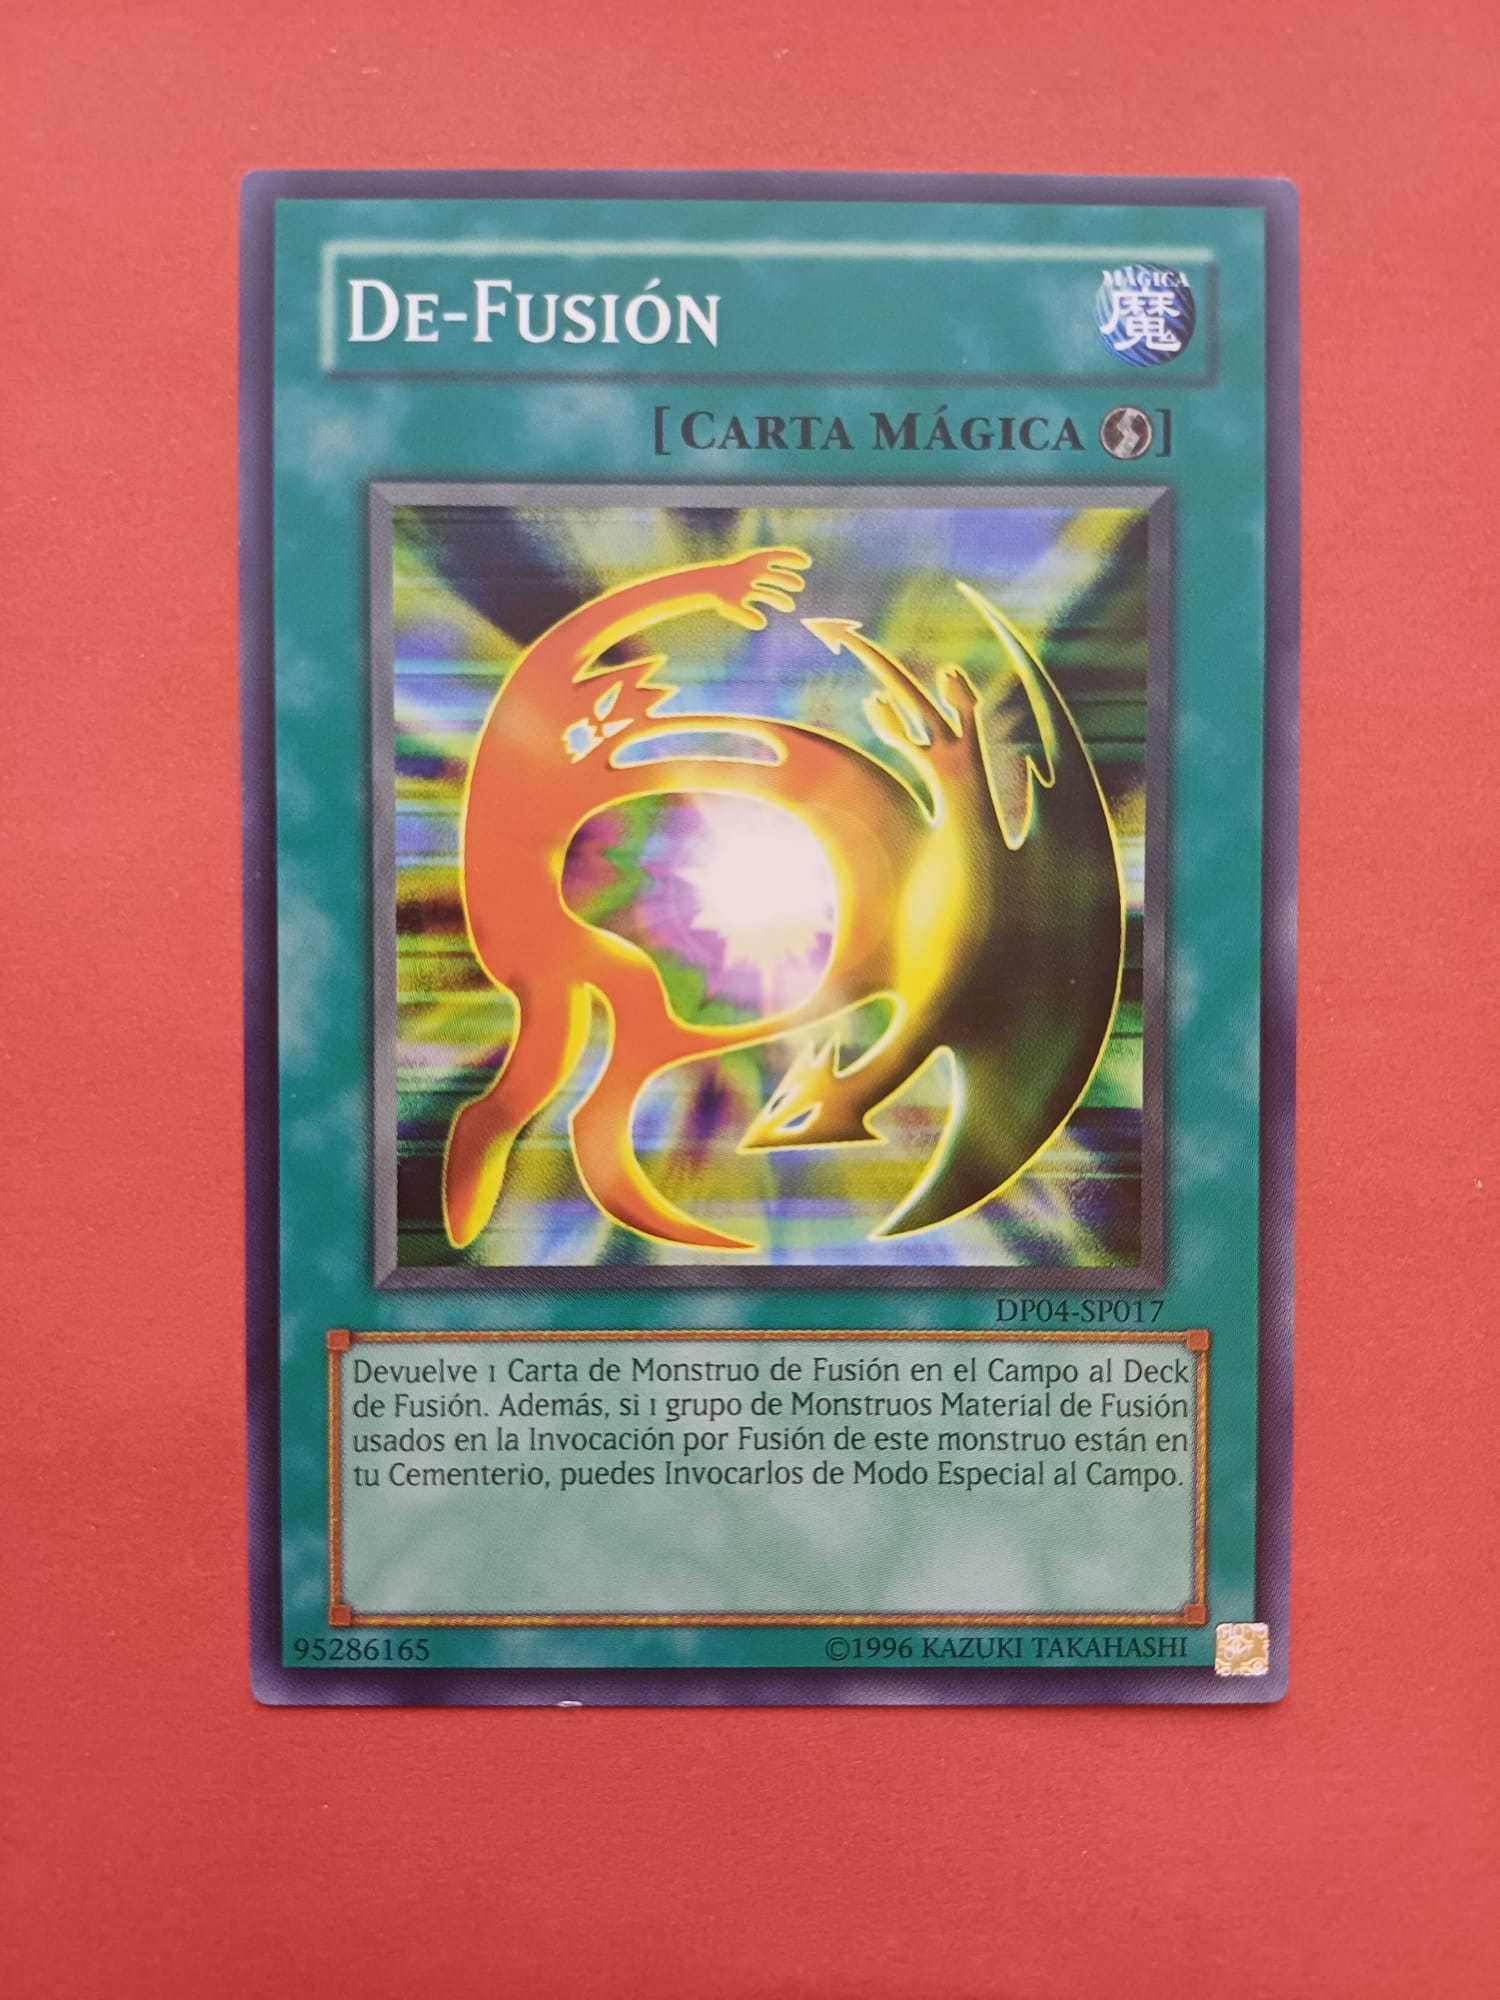 De-Fusión
MÁGICA
魔
[Carta Mágica]
DP04-SP017
Devuelve 1 Carta de Monstruo de Fusión en el Campo al Deck
de Fusión. Además, si 1 grupo de Monstruos Material de Fusión
usados en la Invocación por Fusión de este monstruo están en
tu Cementerio, puedes Invocarlos de Modo Especial al Campo.
95286165
©1996 KAZUKI TAKAHASHI